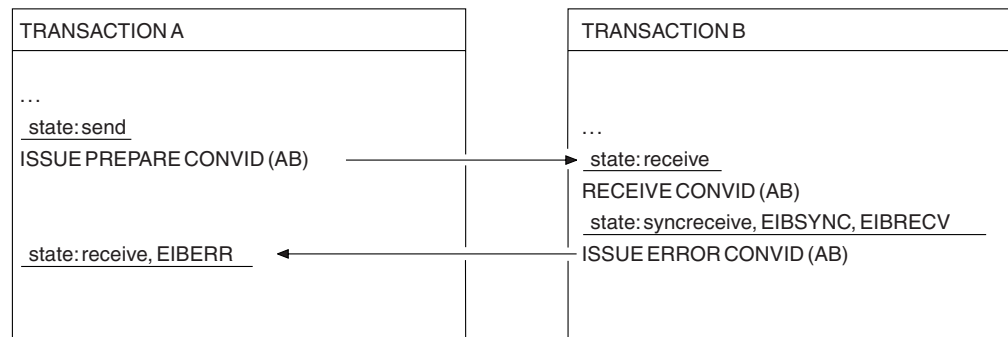 TRANSACTION A
...
state: send
ISSUE PREPARE CONVID (AB)
state: receive, EIBERR
TRANSACTION B
...
state: receive
RECEIVE CONVID (AB)
state: syncreceive, EIBSYNC, EIBRECV
ISSUE ERROR CONVID (AB)